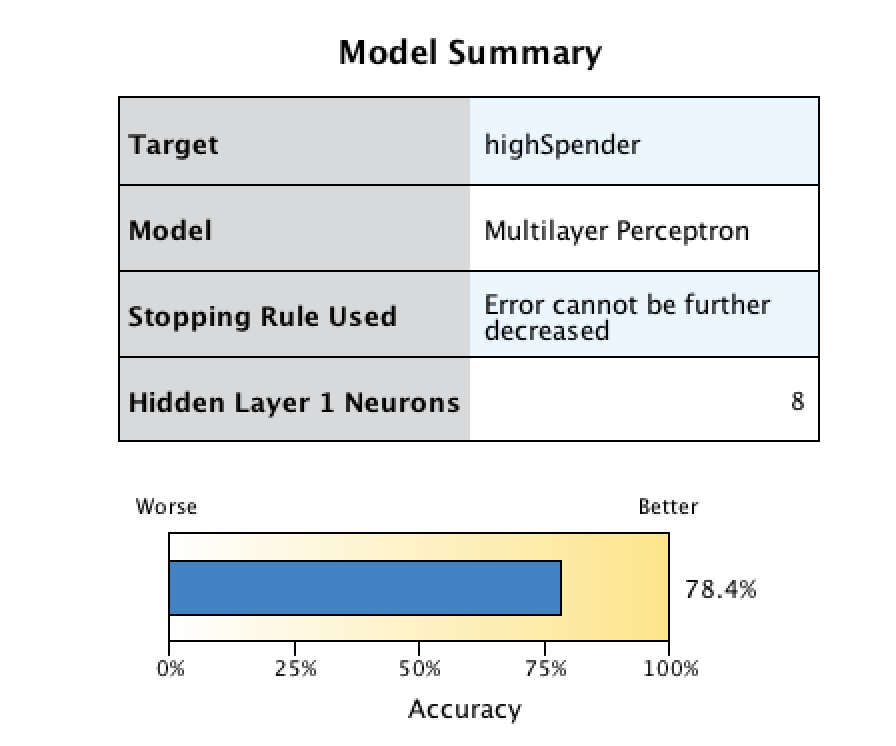 Model Summary
Target highSpender
Model Multilayer Perceptron
Stopping Rule Used Error cannot be further
decreased
Hidden Layer 1 Neurons 8
Worse Better
78.4%
0% 25% 50% 75% 100%
Accuracy